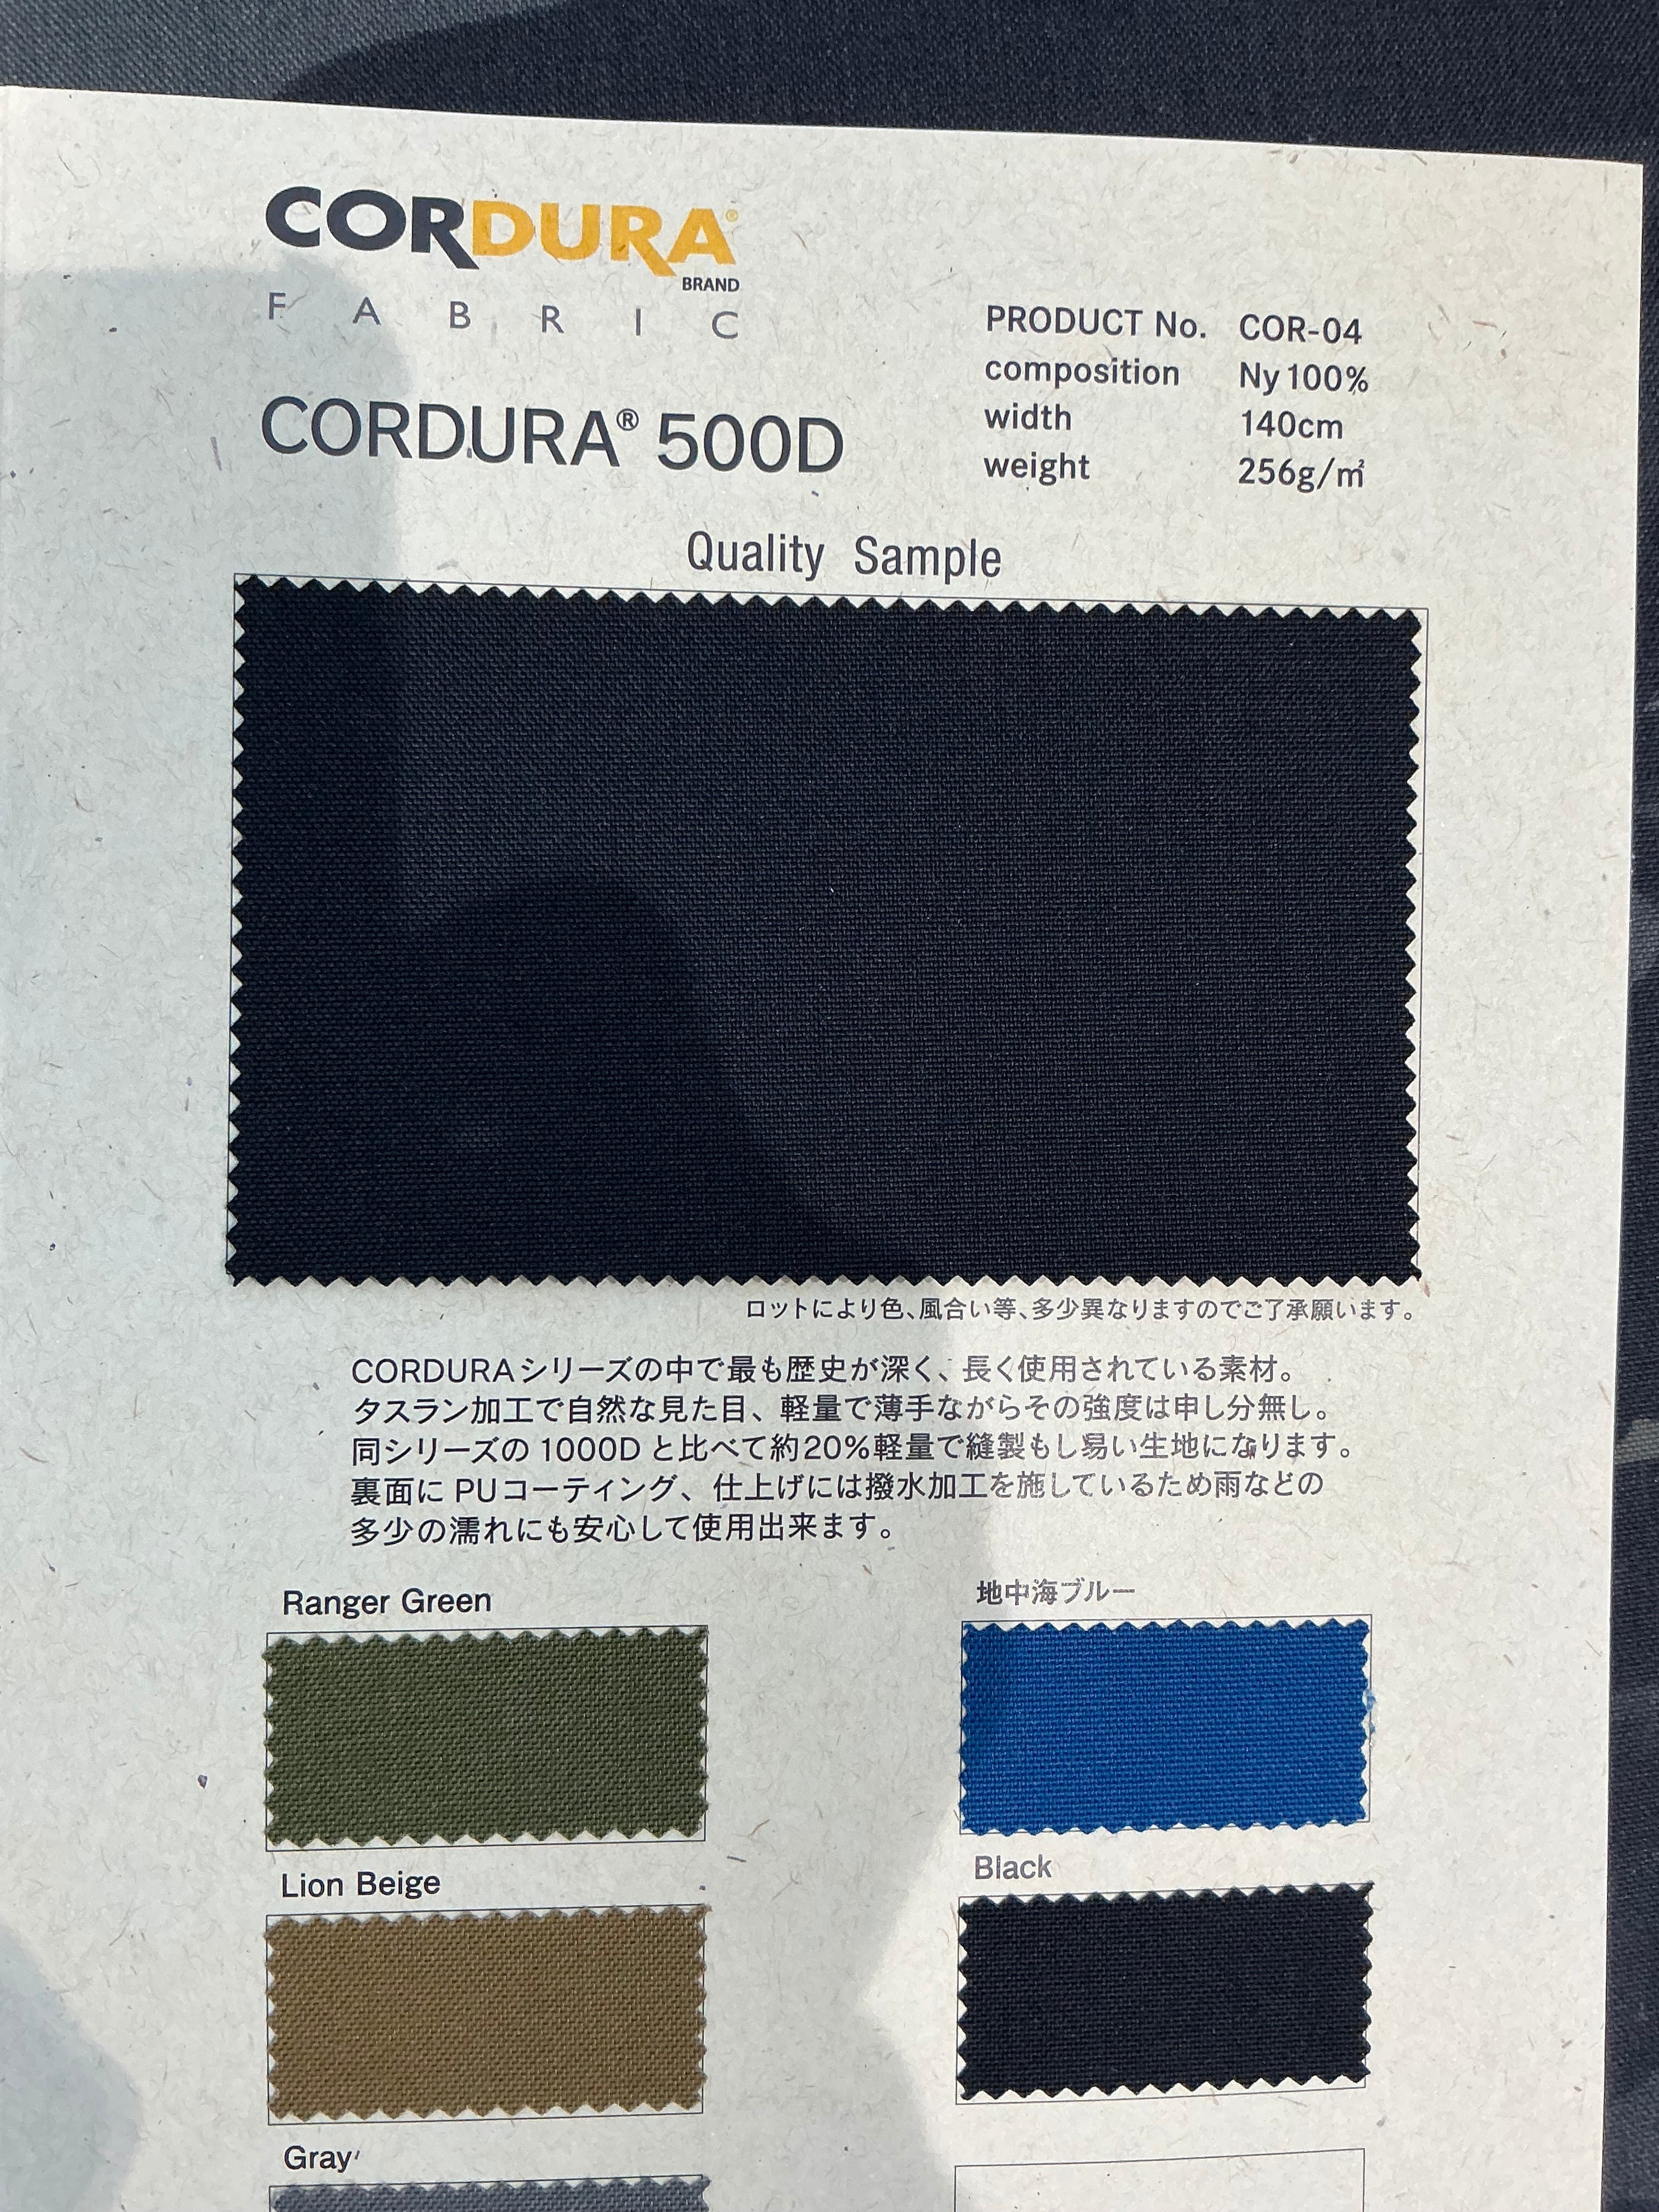 CORDURA®
BRAND
FABRIC
CORDURA® 500D
PRODUCT No. COR-04
composition Ny100%
width 140cm
weight 256g/㎡
Quality Sample
ロットにより色、風合い等、多少異なりますのでご了承願います。
CORDURAシリーズの中で最も歴史が深く、長く使用されている素材。
タスラン加工で自然な見た目、軽量で薄手ながらその強度は申し分無し。
同シリーズの 1000D と比べて約20%軽量で縫製もし易い生地になります。
裏面に PUコーティング、仕上げには撥水加工を施しているため雨などの
多少の濡れにも安心して使用出来ます。
Ranger Green
地中海ブルー
Lion Beige
Black
Gray